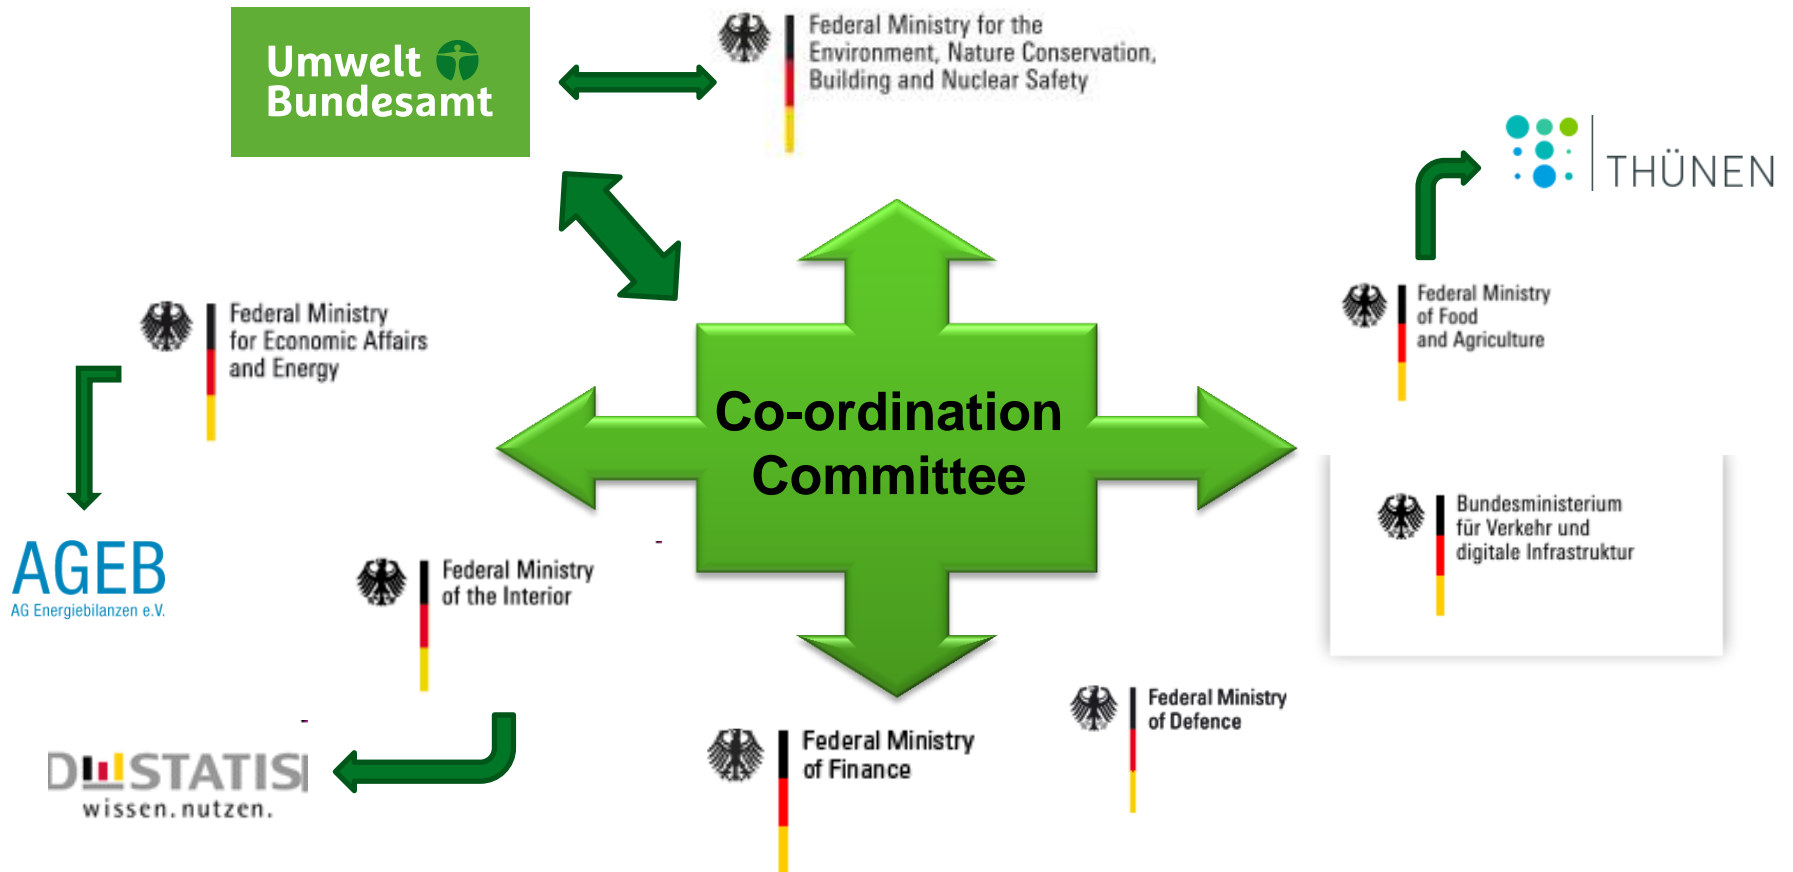 Umwelt
Bundesamt
Federal Ministry for the
Environment, Nature Conservation,
Building and Nuclear Safety
THÜNEN
Federal Ministry
of Food
and Agriculture
Federal Ministry
for Economic Affairs
and Energy
Co-ordination
Committee
Bundesministerium
für Verkehr und
digitale Infrastruktur
AGEB
AG Energiebilanzen e.V.
Federal Ministry
of the Interior
Federal Ministry
of Defence
Federal Ministry
of Finance
DESTATIS
wissen.nutzen.